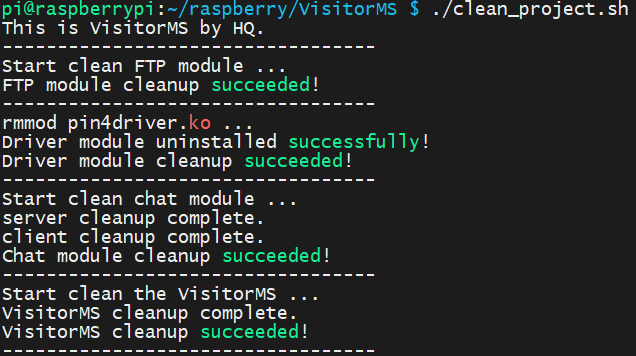 pi@raspberrypi:~/raspberry/VisitorMS $ ./clean_project.sh
This is VisitorMS by HQ.
----------------------------------
Start clean FTP module ...
FTP module cleanup succeeded!
----------------------------------
rmmod pin4driver.ko ...
Driver module uninstalled successfully!
Driver module cleanup succeeded!
----------------------------------
Start clean chat module ...
server cleanup complete.
client cleanup complete.
Chat module cleanup succeeded!
----------------------------------
Start clean the VisitorMS ...
VisitorMS cleanup complete.
VisitorMS cleanup succeeded!
----------------------------------